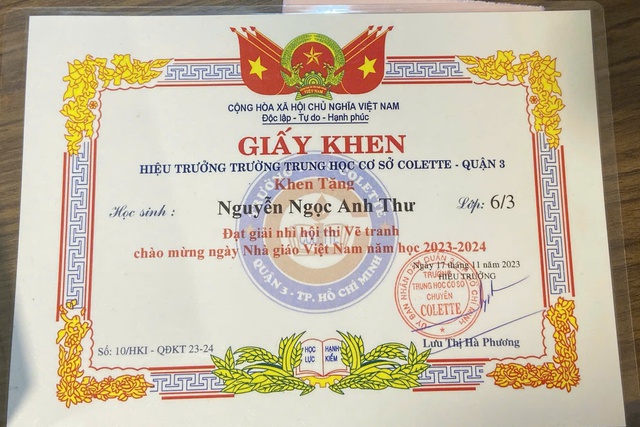 VIỆT NAM
CỘNG HÒA XÃ HỘI CHỦ NGHĨA VIỆT NAM
Độc lập - Tự do - Hạnh phúc
GIẤY KHEN
HIỆU TRƯỞNG TRƯỜNG TRUNG HỌC CƠ SỞ COLETTE - QUẬN 3
Khen Tặng
Học sinh : Nguyễn Ngọc Anh Thư Lớp: 6/3
Đạt giải nhì hội thi Vẽ tranh
chào mừng ngày Nhà giáo Việt Nam năm học 2023-2024
QUẬN 3 - TP. HỒ CHÍ MINH
Ngày 17 tháng 11 năm 2023
HIỆU TRƯỞNG
TRƯỜNG
TRUNG HỌC CƠ SỞ
CHUYÊN
COLETTE
Lưu Thị Hà Phương
Số: 10/HKI - QĐKT 23-24
HỌC LỰC
HẠNH KIỂM